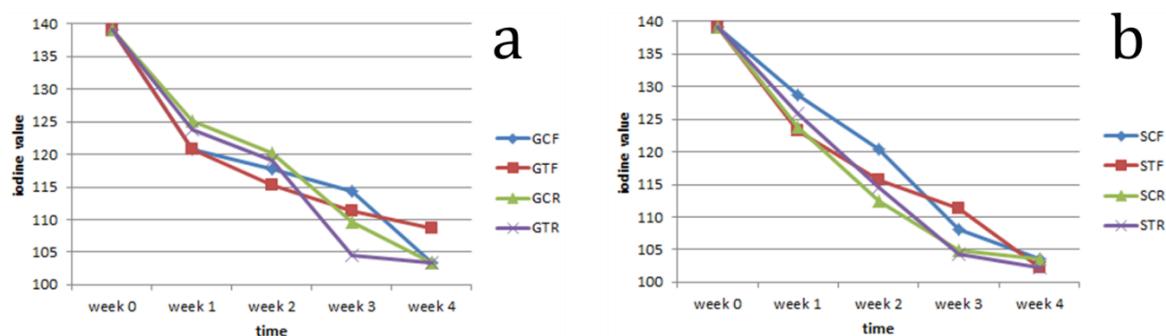 a
iodine value
140
135
130
125
120
115
110
105
100
week 0 week 1 week 2 week 3 week 4
time
GCF
GTF
GCR
GTR
b
iodine value
140
135
130
125
120
115
110
105
100
week 0 week 1 week 2 week 3 week 4
time
SCF
STF
SCR
STR